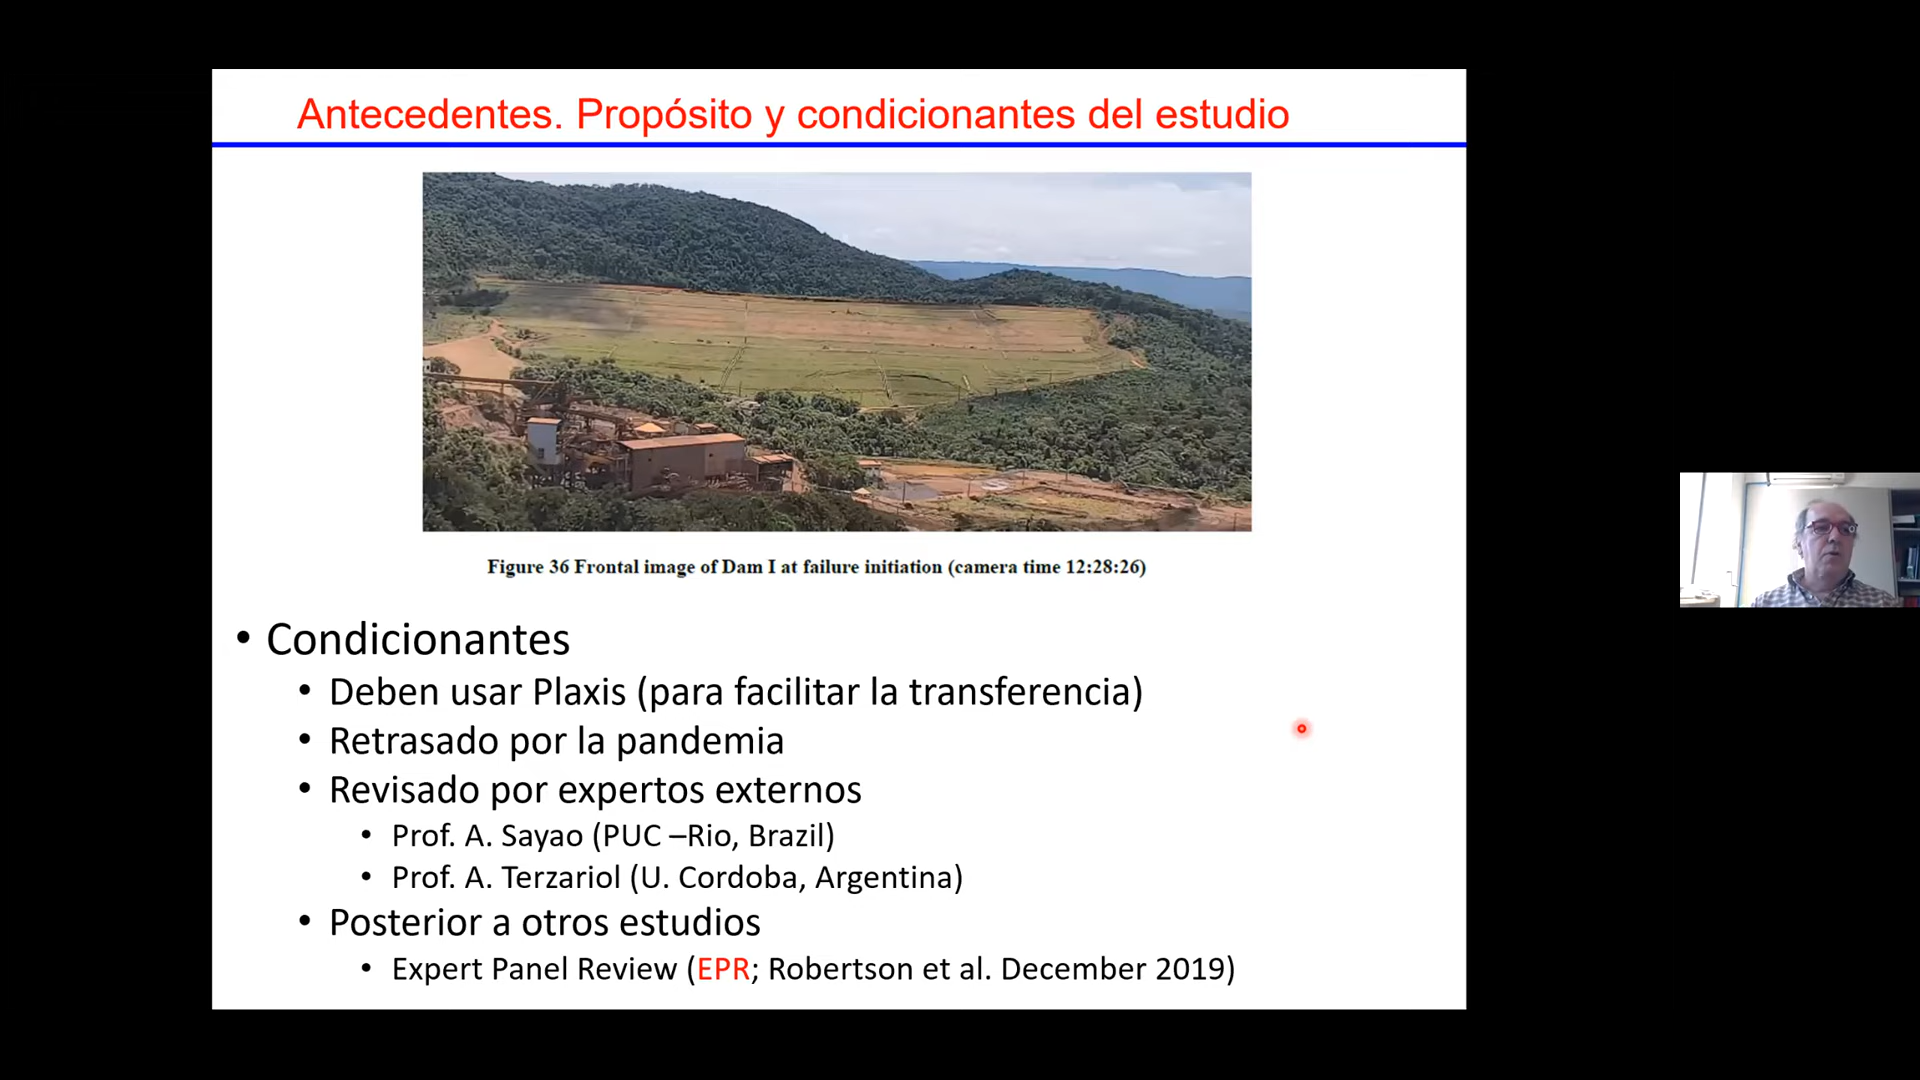 Antecedentes. Propósito y condicionantes del estudio
Figure 36 Frontal image of Dam I at failure initiation (camera time 12:28:26)
• Condicionantes
• Deben usar Plaxis (para facilitar la transferencia)
• Retrasado por la pandemia
• Revisado por expertos externos
• Prof. A. Sayao (PUC –Rio, Brazil)
• Prof. A. Terzariol (U. Cordoba, Argentina)
• Posterior a otros estudios
• Expert Panel Review (EPR; Robertson et al. December 2019)